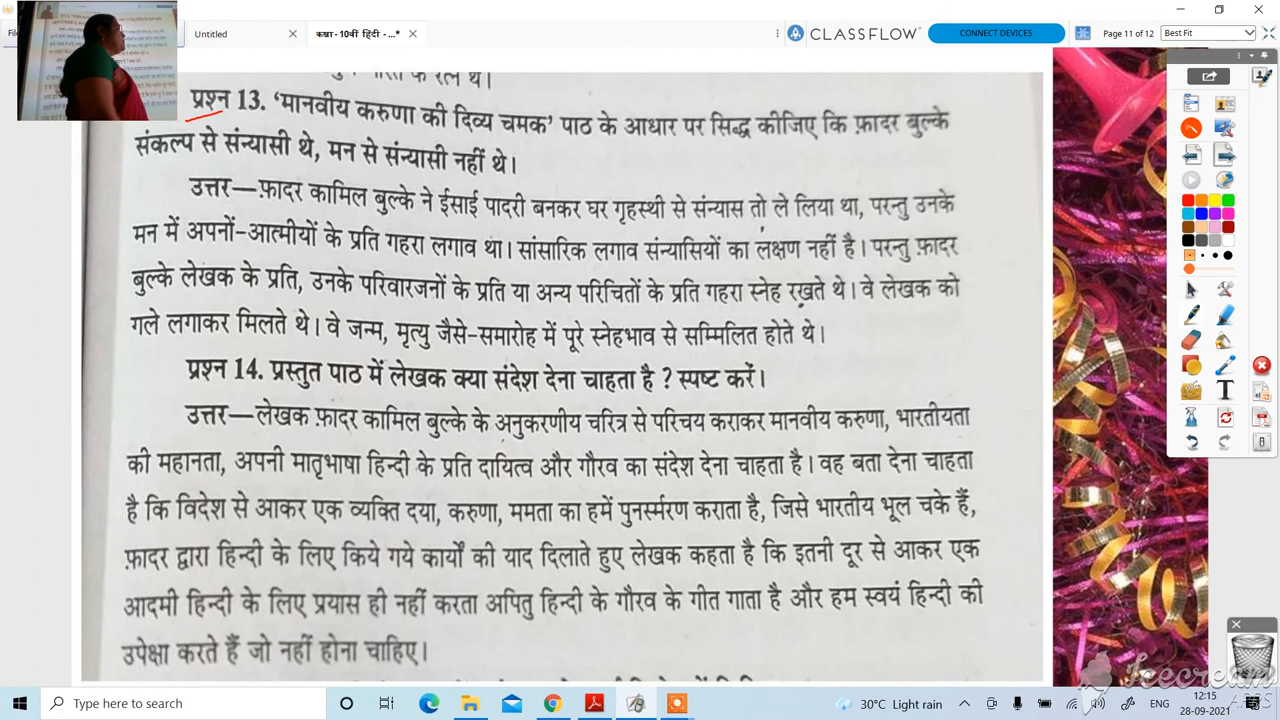 Untitled
कक्षा - 10वीं हिंदी -...
CLASSFLOW
CONNECT DEVICES
Page 11 of 12
Best Fit
प्रश्न 13. ‘मानवीय करुणा की दिव्य चमक’ पाठ के आधार पर सिद्ध कीजिए कि फ़ादर बुल्के
संकल्प से संन्यासी थे, मन से संन्यासी नहीं थे।
उत्तर—फ़ादर कामिल बुल्के ने ईसाई पादरी बनकर घर गृहस्थी से संन्यास तो ले लिया था, परन्तु उनके
मन में अपनों-आत्मीयों के प्रति गहरा लगाव था। सांसारिक लगाव संन्यासियों का लक्षण नहीं है। परन्तु फ़ादर
बुल्के लेखक के प्रति, उनके परिवारजनों के प्रति या अन्य परिचितों के प्रति गहरा स्नेह रखते थे। वे लेखक को
गले लगाकर मिलते थे। वे जन्म, मृत्यु जैसे-समारोह में पूरे स्नेहभाव से सम्मिलित होते थे।
प्रश्न 14. प्रस्तुत पाठ में लेखक क्या संदेश देना चाहता है ? स्पष्ट करें।
उत्तर—लेखक फ़ादर कामिल बुल्के के अनुकरणीय चरित्र से परिचय कराकर मानवीय करुणा, भारतीयता
की महानता, अपनी मातृभाषा हिन्दी के प्रति दायित्व और गौरव का संदेश देना चाहता है। वह बता देना चाहता
है कि विदेश से आकर एक व्यक्ति दया, करुणा, ममता का हमें पुनर्स्मरण कराता है, जिसे भारतीय भूल चके हैं,
फ़ादर द्वारा हिन्दी के लिए किये गये कार्यों की याद दिलाते हुए लेखक कहता है कि इतनी दूर से आकर एक
आदमी हिन्दी के लिए प्रयास ही नहीं करता अपितु हिन्दी के गौरव के गीत गाता है और हम स्वयं हिन्दी की
उपेक्षा करते हैं जो नहीं होना चाहिए।
Icecream
APPS
Type here to search
30°C Light rain
ENG
12:15
28-09-2021